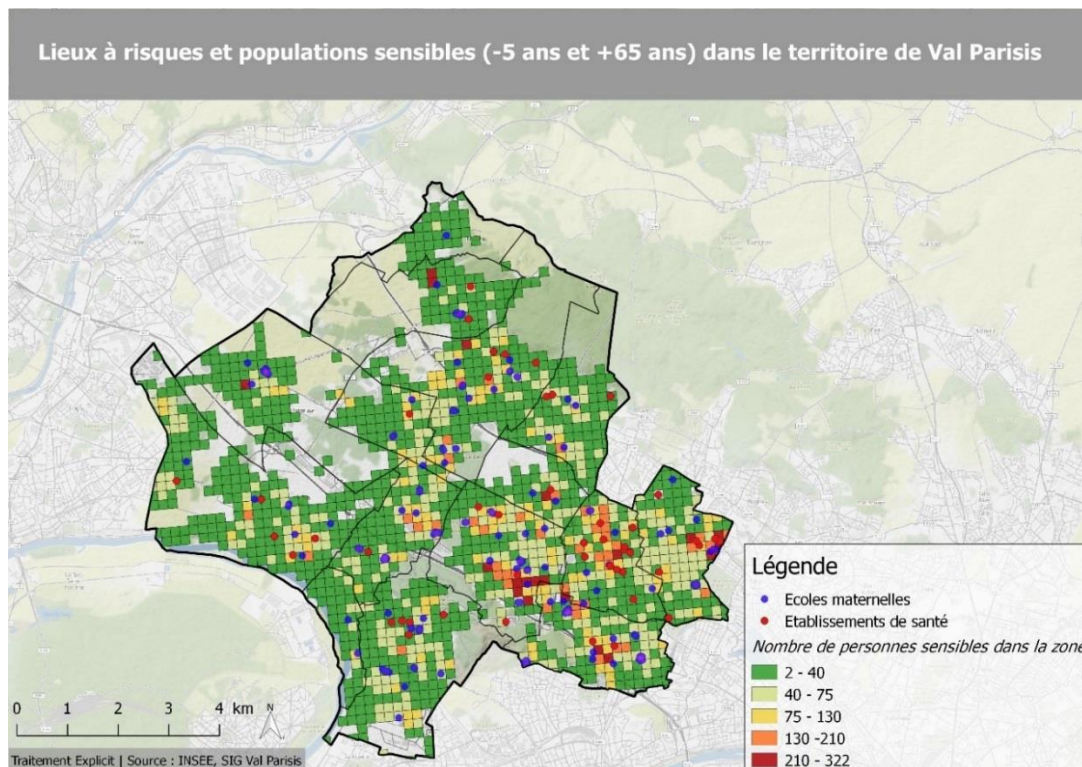 Lieux à risques et populations sensibles (-5 ans et +65 ans) dans le territoire de Val Parisis
Légende
Ecoles maternelles
Etablissements de santé
Nombre de personnes sensibles dans la zone
2 - 40
40 - 75
75 - 130
130 -210
210 - 322
0 1 2 3 4 km
N
Traitement Explicit | Source : INSEE, SIG Val Parisis